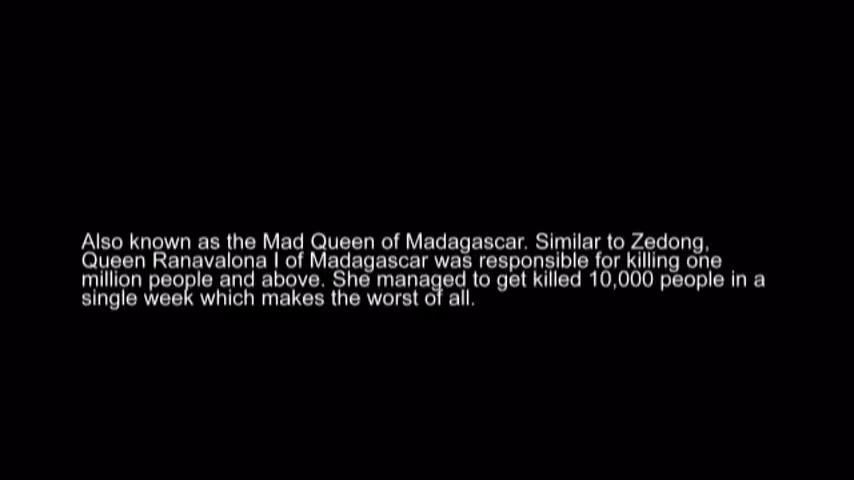 Also known as the Mad Queen of Madagascar. Similar to Zedong,
Queen Ranavalona I of Madagascar was responsible for killing one
million people and above. She managed to get killed 10,000 people in a
single week which makes the worst of all.